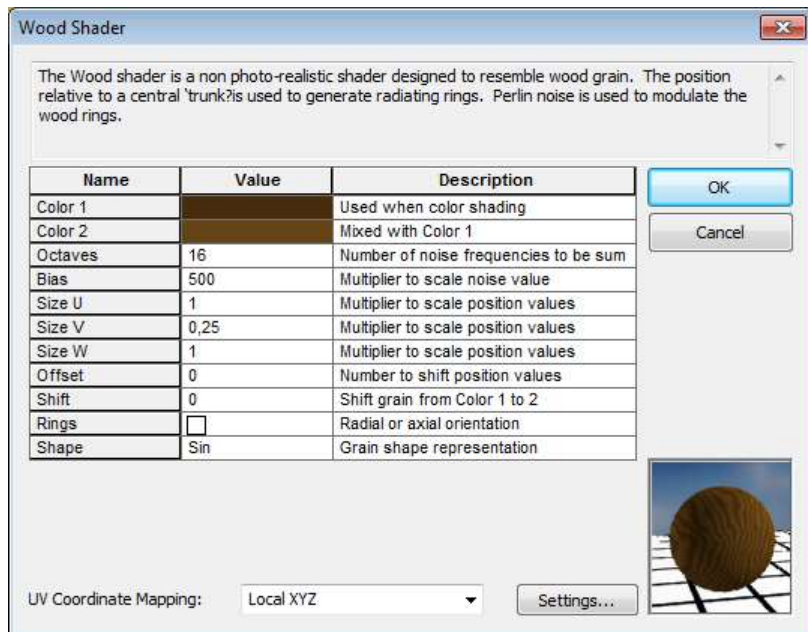 Wood Shader
The Wood shader is a non photo-realistic shader designed to resemble wood grain. The position
relative to a central 'trunk?is used to generate radiating rings. Perlin noise is used to modulate the
wood rings.
Name Value Description
Color 1 Used when color shading
Color 2 Mixed with Color 1
Octaves 16 Number of noise frequencies to be sum
Bias 500 Multiplier to scale noise value
Size U 1 Multiplier to scale position values
Size V 0,25 Multiplier to scale position values
Size W 1 Multiplier to scale position values
Offset 0 Number to shift position values
Shift 0 Shift grain from Color 1 to 2
Rings Radial or axial orientation
Shape Sin Grain shape representation
OK
Cancel
UV Coordinate Mapping: Local XYZ Settings...